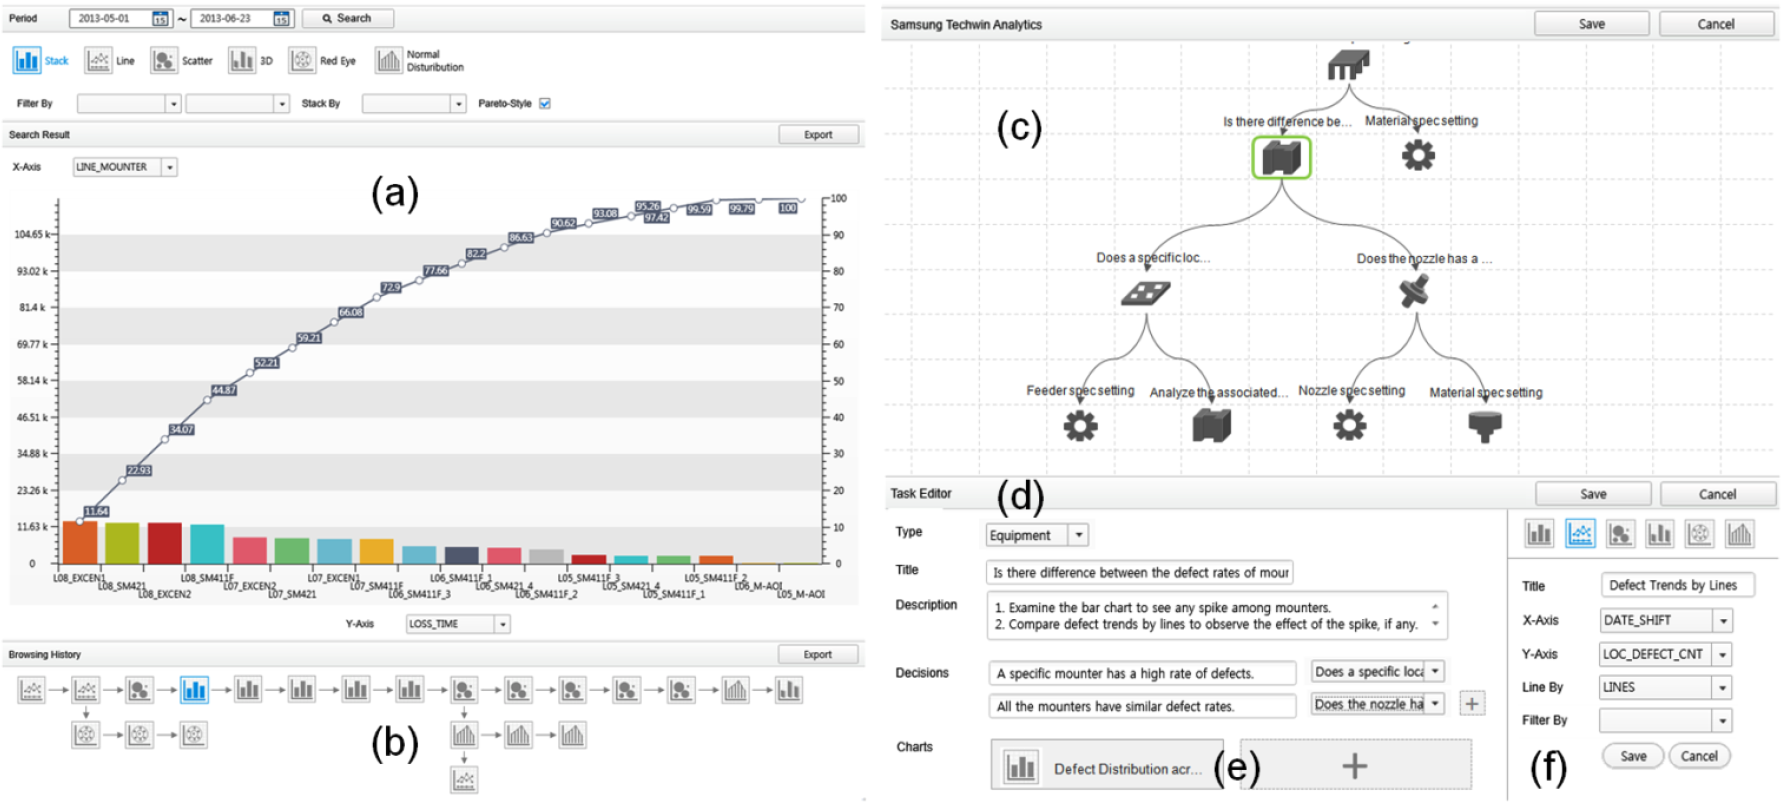 Period 2013-05-01 15 ~ 2013-06-23 15 Search
Stack Line Scatter 3D Red Eye Normal
Disturibution
Filter By Stack By Pareto-Style
Search Result Export
X-Axis LINE_MOUNTER
(a)
104.65 k
93.02 k
81.4 k
69.77 k
58.14 k
46.51 k
34.88 k
23.26 k
11.63 k
0
11.64
22.93
34.07
44.87
52.21
59.21
66.08
72.9
77.66
82.2
86.63
90.62
93.08
95.26
97.42
99.59
99.79
100
100
90
80
70
60
50
40
30
20
10
0
L08_EXCEN1
L08_SM421
L08_EXCEN2
L08_SM411F
L07_EXCEN2
L07_SM421
L07_EXCEN1
L07_SM411F
L06_SM411F_3
L06_SM411F_1
L06_SM421_4
L06_SM411F_2
L05_SM411F_3
L05_SM421_4
L05_SM411F_1
L05_SM411F_2
L06_M-AOI
L05_M-AOI
Y-Axis LOSS_TIME
Browsing History Export
(b)
Samsung Techwin Analytics Save Cancel
(c)
Is there difference be... Material spec setting
Does a specific loc... Does the nozzle has a ...
Feeder spec setting Analyze the associated... Nozzle spec setting Material spec setting
Task Editor (d) Save Cancel
Type Equipment
Title Is there difference between the defect rates of mour
Description 1. Examine the bar chart to see any spike among mounters.
2. Compare defect trends by lines to observe the effect of the spike, if any.
Decisions A specific mounter has a high rate of defects. Does a specific loca
All the mounters have similar defect rates. Does the nozzle ha +
Charts Defect Distribution acr... (e) +
Title Defect Trends by Lines
X-Axis DATE_SHIFT
Y-Axis LOC_DEFECT_CNT
Line By LINES
Filter By
(f) Save Cancel